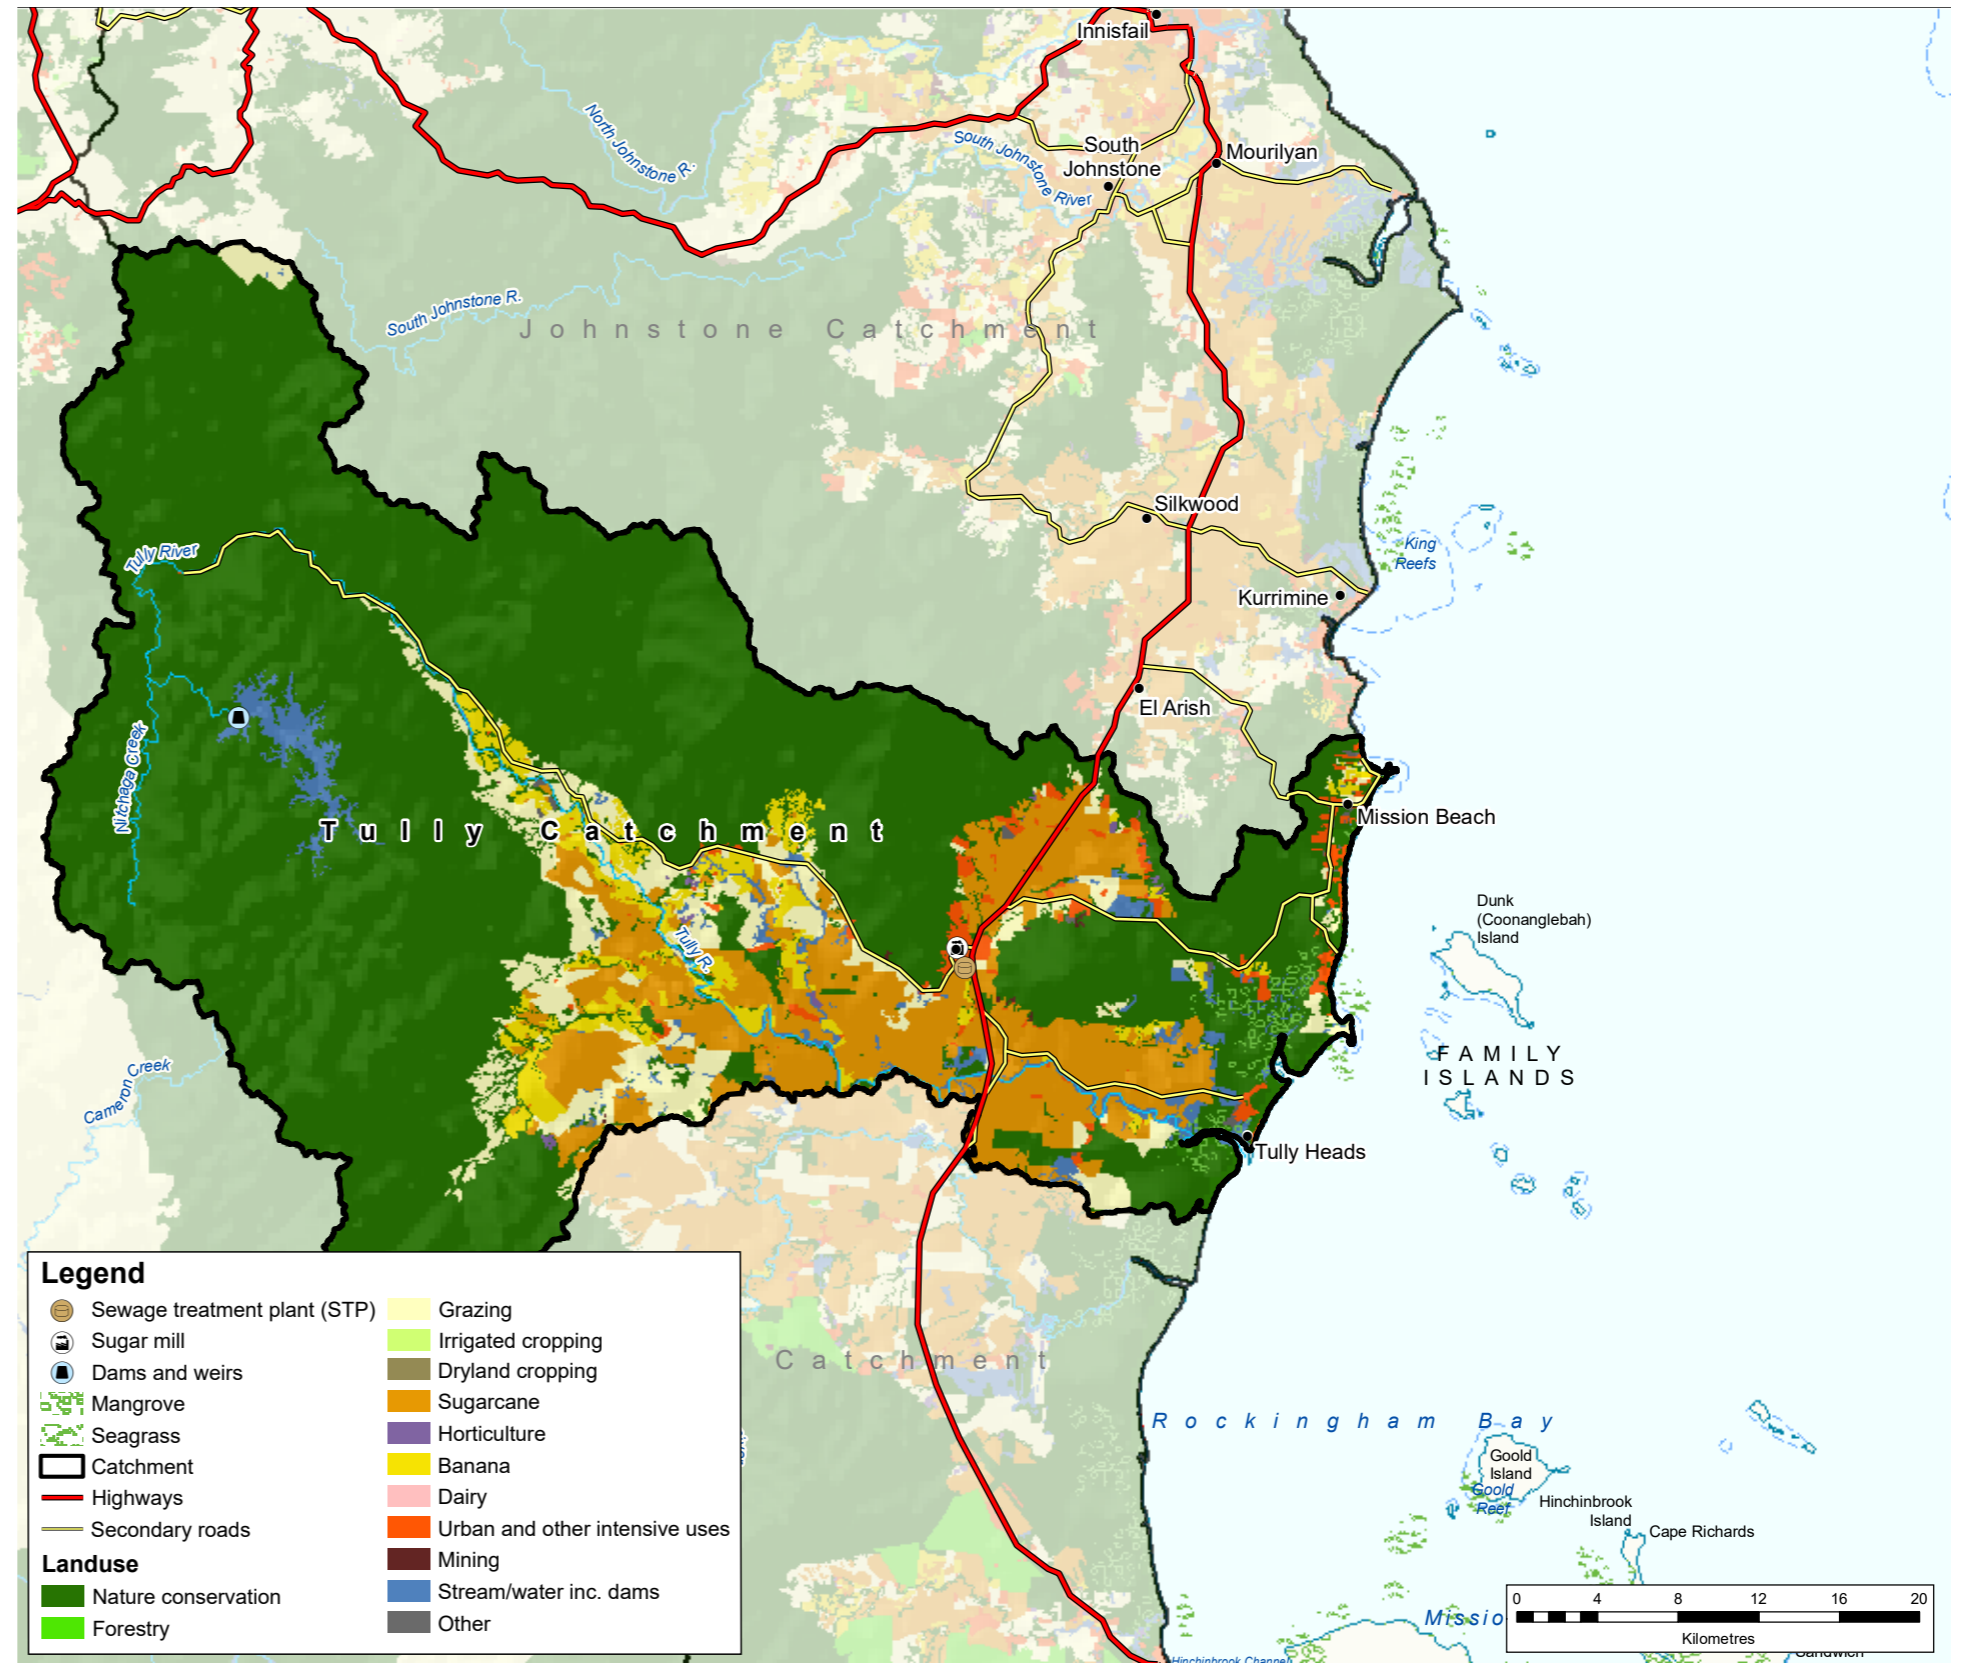 Innisfail
North Johnstone R.
South Johnstone River
South
Johnstone
Mourilyan
South Johnstone R.
Johnstone Catchment
Silkwood
King
Reefs
Tully River
Kurrimine
El Arish
Nitchaga Creek
Mission Beach
Tully Catchment
Dunk
(Coonanglebah)
Island
Tully R.
FAMILY
ISLANDS
Cameron Creek
Tully Heads
Catchment
Rockingham Bay
Goold
Island
Goold
Reef
Hinchinbrook
Island
Cape Richards
Missio
Hinchinbrook Channel
Sandwich
Legend
Sewage treatment plant (STP)
Sugar mill
Dams and weirs
Mangrove
Seagrass
Catchment
Highways
Secondary roads
Landuse
Nature conservation
Forestry
Grazing
Irrigated cropping
Dryland cropping
Sugarcane
Horticulture
Banana
Dairy
Urban and other intensive uses
Mining
Stream/water inc. dams
Other
0 4 8 12 16 20
Kilometres